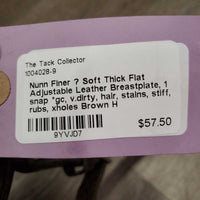 The Tack Collector
1004028-9
Nunn Finer ? Soft Thick Flat
Adjustable Leather Breastplate, 1
snap *gc, v.dirty, hair, stains, stiff,
rubs, xholes Brown H
$57.50
9YVJD7